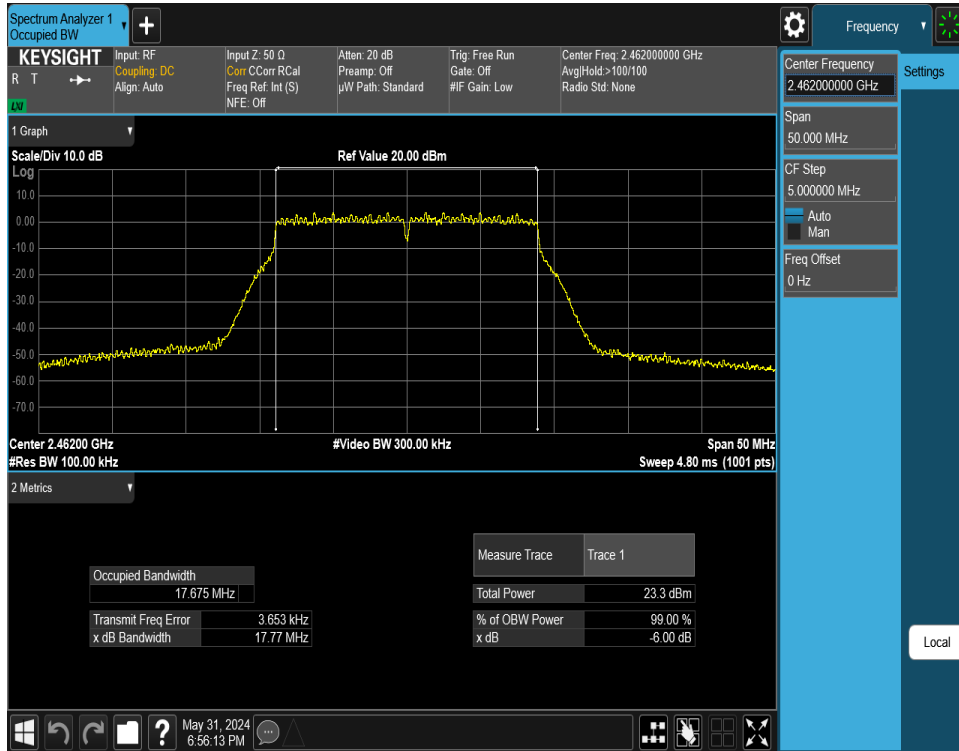 Spectrum Analyzer 1
Occupied BW
+
Frequency
KEYSIGHT
R T
LXI
Input: RF
Coupling: DC
Align: Auto
Input Z: 50 Ω
Corr CCorr RCal
Freq Ref: Int (S)
NFE: Off
Atten: 20 dB
Preamp: Off
µW Path: Standard
Trig: Free Run
Gate: Off
#IF Gain: Low
Center Freq: 2.462000000 GHz
Avg|Hold:>100/100
Radio Std: None
Center Frequency
2.462000000 GHz
Settings
Span
50.000 MHz
CF Step
5.000000 MHz
Auto
Man
Freq Offset
0 Hz
Local
1 Graph
Scale/Div 10.0 dB
Ref Value 20.00 dBm
Log
10.0
0.00
-10.0
-20.0
-30.0
-40.0
-50.0
-60.0
-70.0
Center 2.46200 GHz
#Video BW 300.00 kHz
Span 50 MHz
#Res BW 100.00 kHz
Sweep 4.80 ms (1001 pts)
2 Metrics
Measure Trace Trace 1
Occupied Bandwidth
17.675 MHz
Total Power 23.3 dBm
Transmit Freq Error 3.653 kHz
% of OBW Power 99.00 %
x dB Bandwidth 17.77 MHz
x dB -6.00 dB
?
May 31, 2024
6:56:13 PM